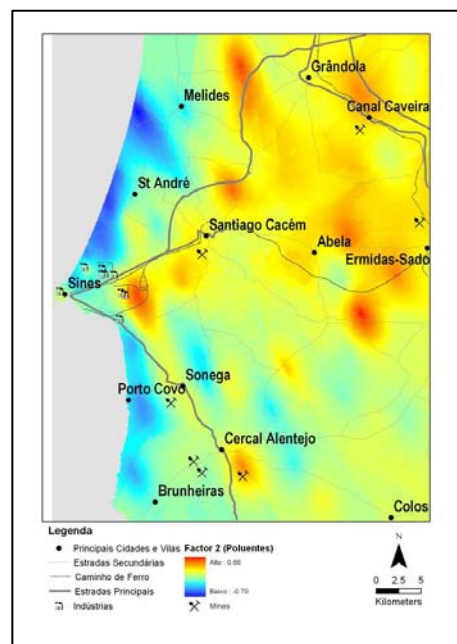 Grândola
Melides
Canal Caveira
St André
Santiago Cacém
Abela
Ermidas-Sado
Sines
Sonega
Porto Covo
Cercal Alentejo
Brunheiras
Colos
Legenda
Principais Cidades e Vilas
Estradas Secundárias
Caminho de Ferro
Estradas Principais
Indústrias
Factor 2 (Poluentes)
Alto : 0.66
Baixo : -0.70
Minas
N
0 2.5 5
Kilometers